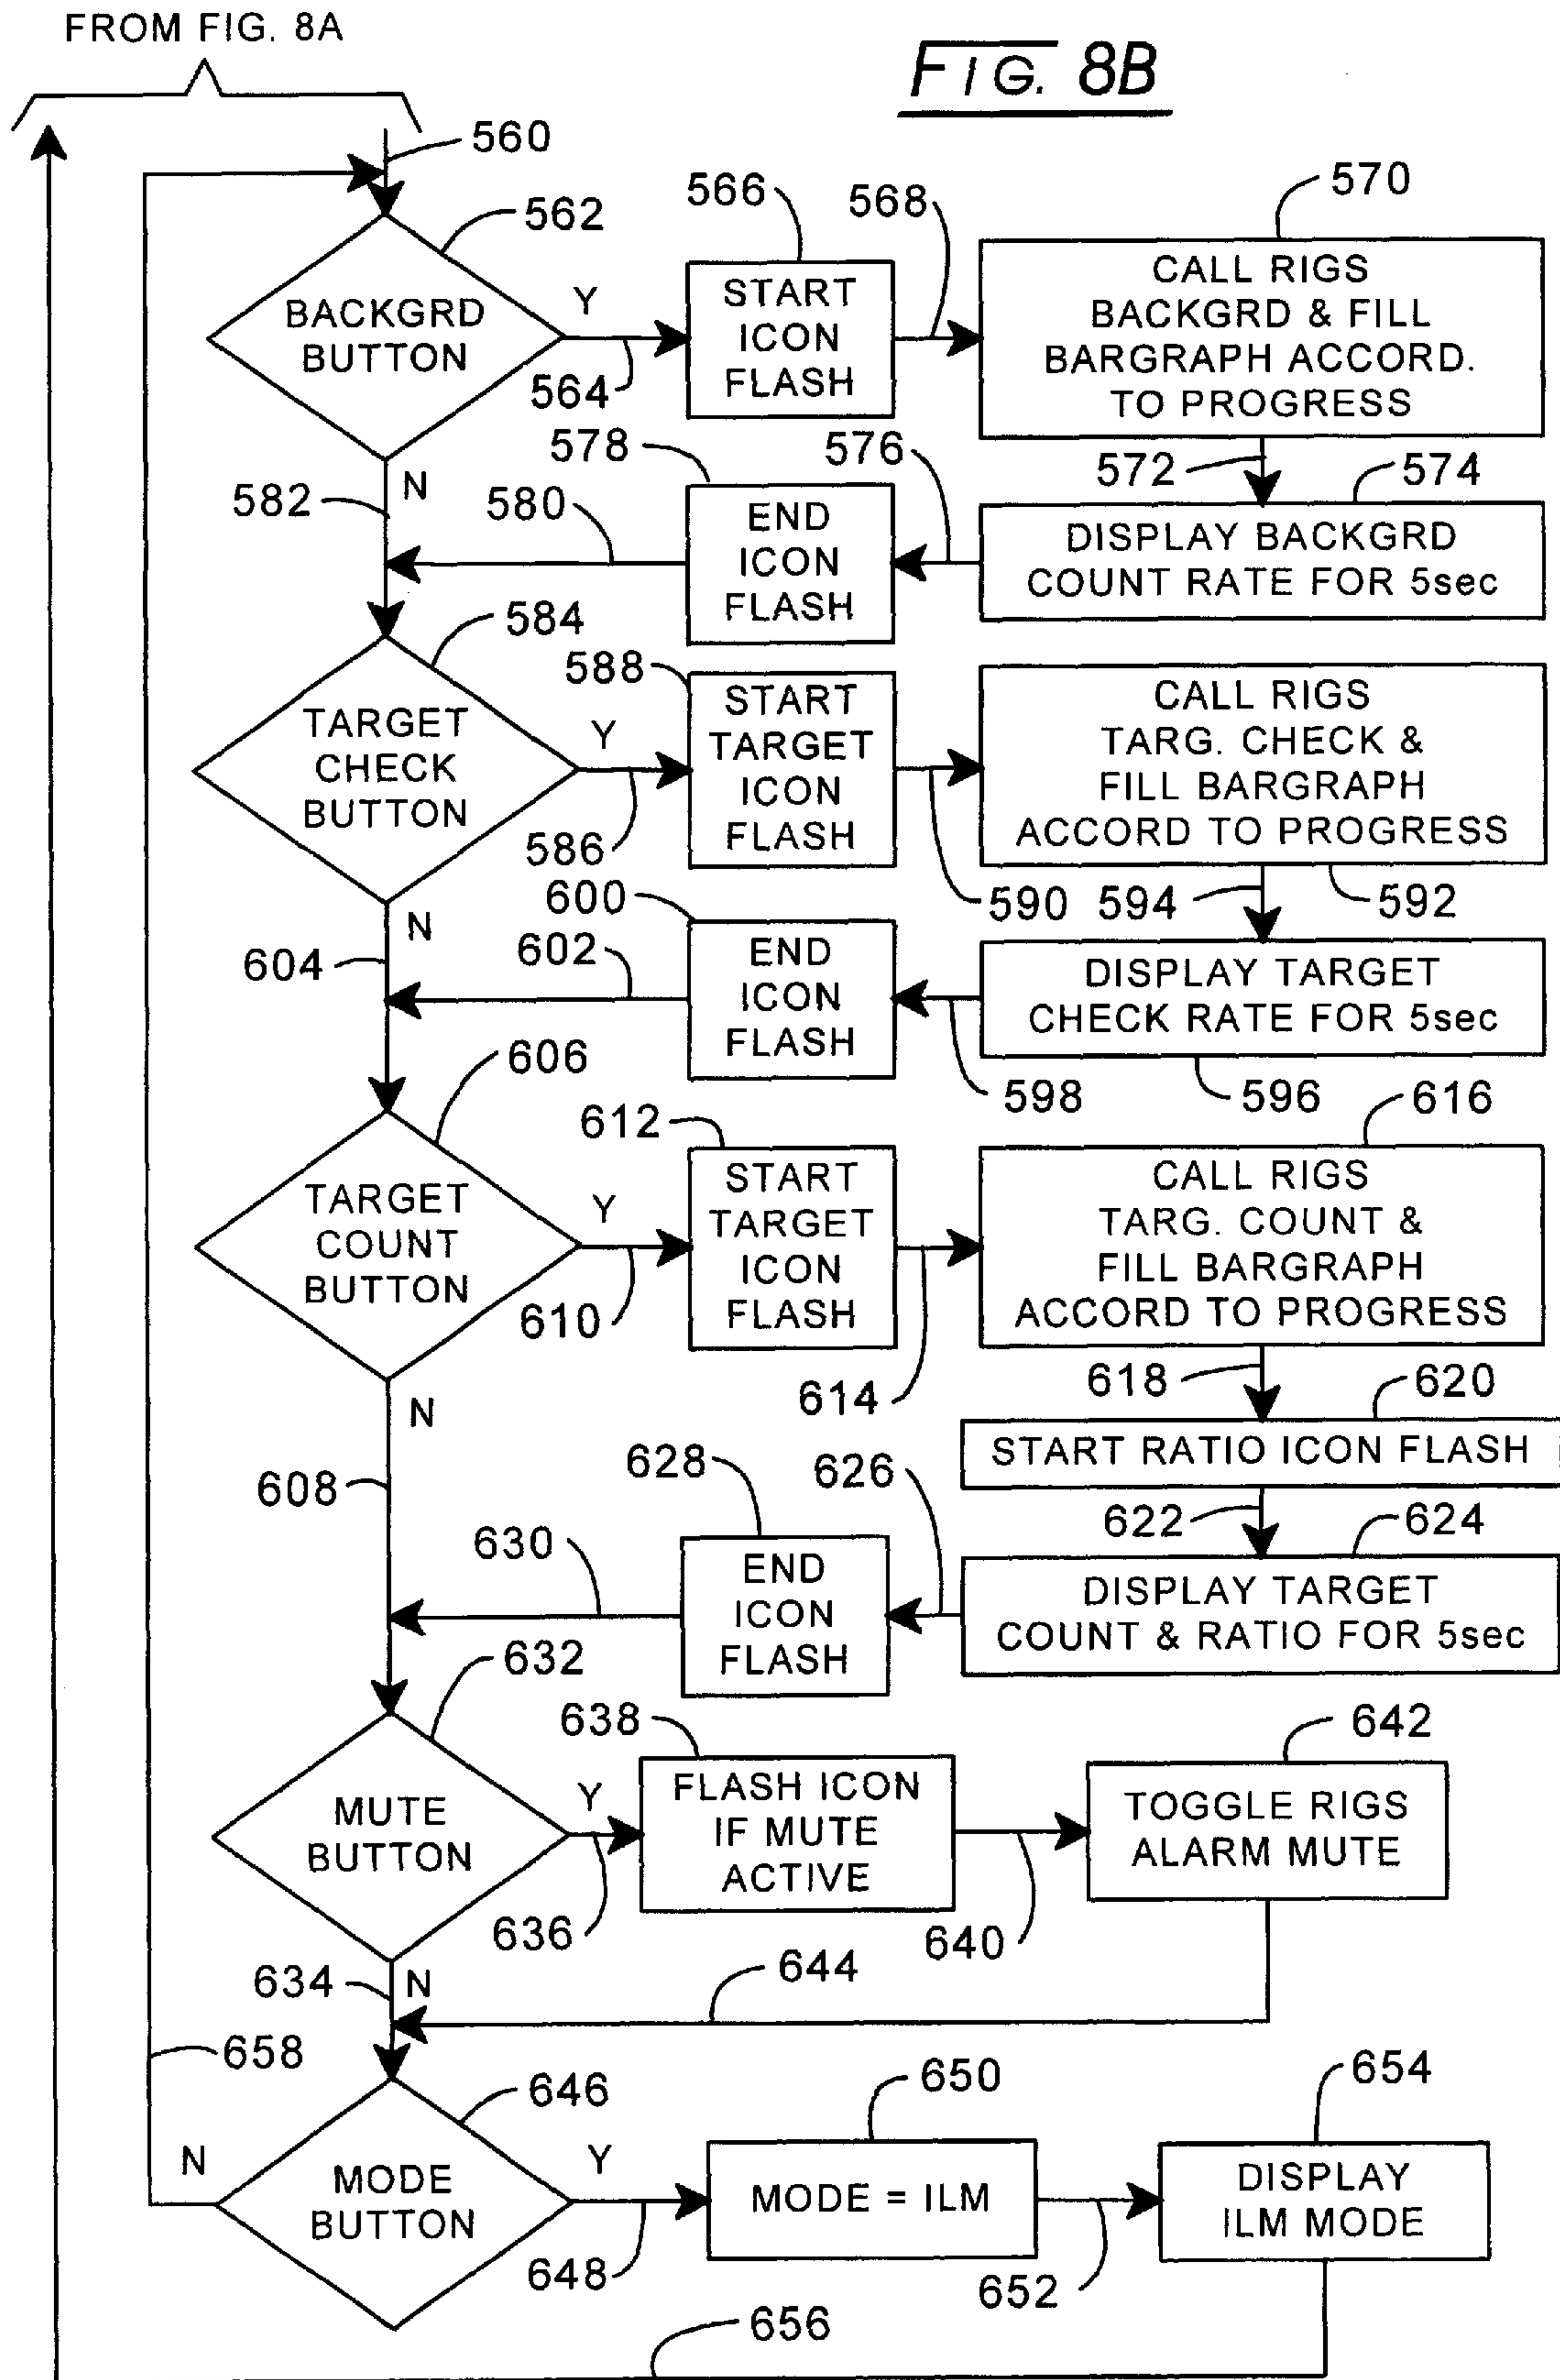 FROM FIG. 8A
FIG. 8B
560
562
566
568
570
BACKGRD
BUTTON
Y
564
START
ICON
FLASH
CALL RIGS
BACKGRD & FILL
BARGRAPH ACCORD.
TO PROGRESS
572
574
578
576
582
N
580
END
ICON
FLASH
DISPLAY BACKGRD
COUNT RATE FOR 5sec
584
588
TARGET
CHECK
BUTTON
Y
586
START
TARGET
ICON
FLASH
CALL RIGS
TARG. CHECK &
FILL BARGRAPH
ACCORD TO PROGRESS
590
594
592
600
N
604
602
END
ICON
FLASH
DISPLAY TARGET
CHECK RATE FOR 5sec
598
596
606
612
616
TARGET
COUNT
BUTTON
Y
610
START
TARGET
ICON
FLASH
CALL RIGS
TARG. COUNT &
FILL BARGRAPH
ACCORD TO PROGRESS
614
618
620
N
START RATIO ICON FLASH
608
628
626
622
624
630
END
ICON
FLASH
DISPLAY TARGET
COUNT & RATIO FOR 5sec
632
638
642
MUTE
BUTTON
Y
636
FLASH ICON
IF MUTE
ACTIVE
640
TOGGLE RIGS
ALARM MUTE
634
N
644
658
646
650
654
N
MODE
BUTTON
Y
648
MODE = ILM
652
DISPLAY
ILM MODE
656